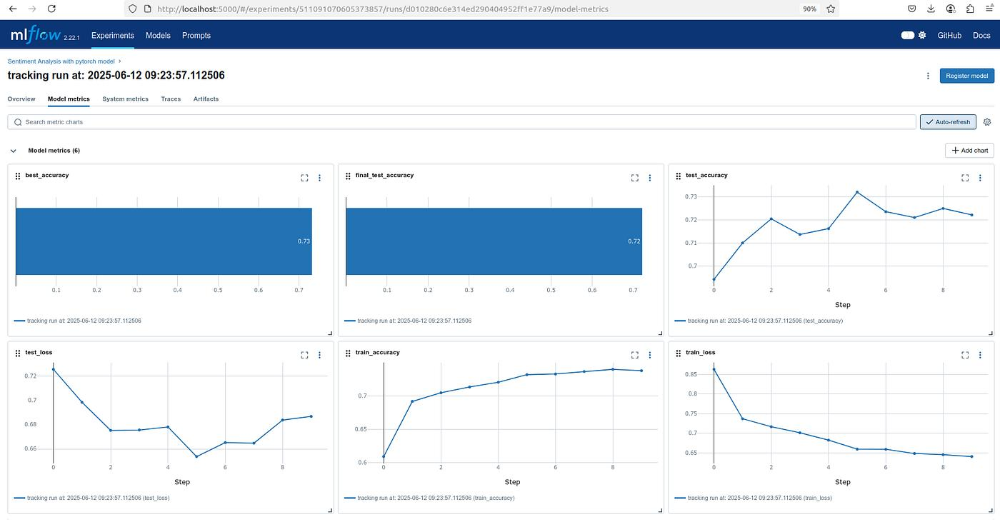 http://localhost:5000/#/experiments/511091070605373857/runs/d010280c6e314ed290404952ff1e77a9/model-metrics
90%
mlflow 2.22.1
Experiments
Models
Prompts
GitHub
Docs
Sentiment Analysis with pytorch model
tracking run at: 2025-06-12 09:23:57.112506
Register model
Overview
Model metrics
System metrics
Traces
Artifacts
Search metric charts
Auto-refresh
Model metrics (6)
Add chart
best_accuracy
0.73
0.1 0.2 0.3 0.4 0.5 0.6 0.7
tracking run at: 2025-06-12 09:23:57.112506
final_test_accuracy
0.72
0.1 0.2 0.3 0.4 0.5 0.6 0.7
tracking run at: 2025-06-12 09:23:57.112506
test_accuracy
0.73
0.72
0.71
0.7
0 2 4 6 8
Step
tracking run at: 2025-06-12 09:23:57.112506 (test_accuracy)
test_loss
0.72
0.7
0.68
0.66
0 2 4 6 8
Step
tracking run at: 2025-06-12 09:23:57.112506 (test_loss)
train_accuracy
0.7
0.65
0.6
0 2 4 6 8
Step
tracking run at: 2025-06-12 09:23:57.112506 (train_accuracy)
train_loss
0.85
0.8
0.75
0.7
0.65
0 2 4 6 8
Step
tracking run at: 2025-06-12 09:23:57.112506 (train_loss)